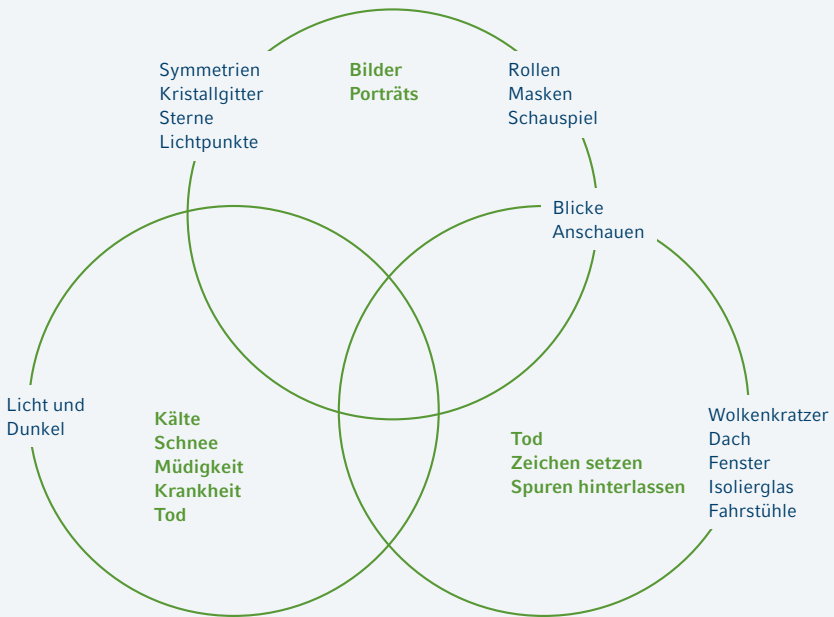 Symmetrien
Kristallgitter
Sterne
Lichtpunkte
Bilder
Porträts
Rollen
Masken
Schauspiel
Blicke
Anschauen
Licht und
Dunkel
Kälte
Schnee
Müdigkeit
Krankheit
Tod
Tod
Zeichen setzen
Spuren hinterlassen
Wolkenkratzer
Dach
Fenster
Isolierglas
Fahrstühle